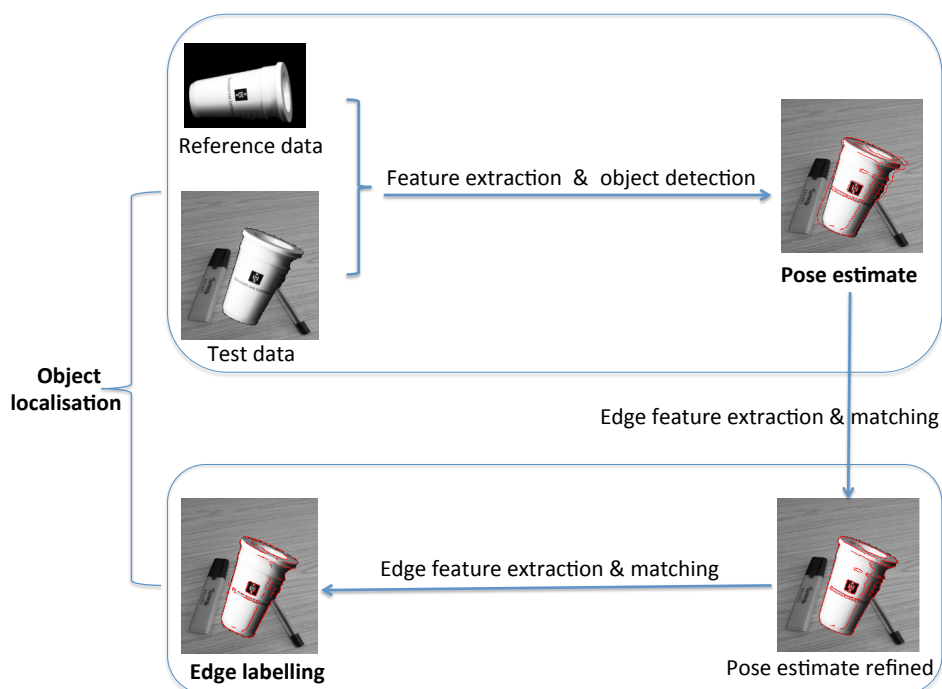 Reference data
Feature extraction & object detection
Test data
Pose estimate
Object
localisation
Edge feature extraction & matching
Edge feature extraction & matching
Edge labelling
Pose estimate refined